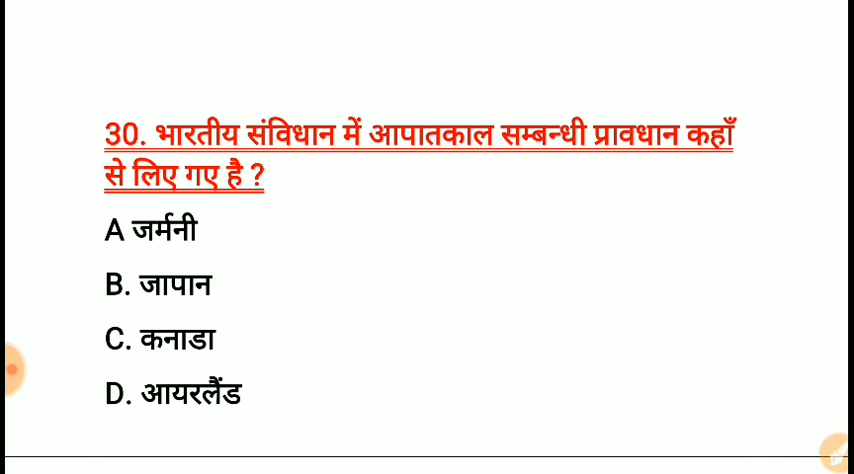 30. भारतीय संविधान में आपातकाल सम्बन्धी प्रावधान कहाँ
से लिए गए है ?
A जर्मनी
B. जापान
C. कनाडा
D. आयरलैंड